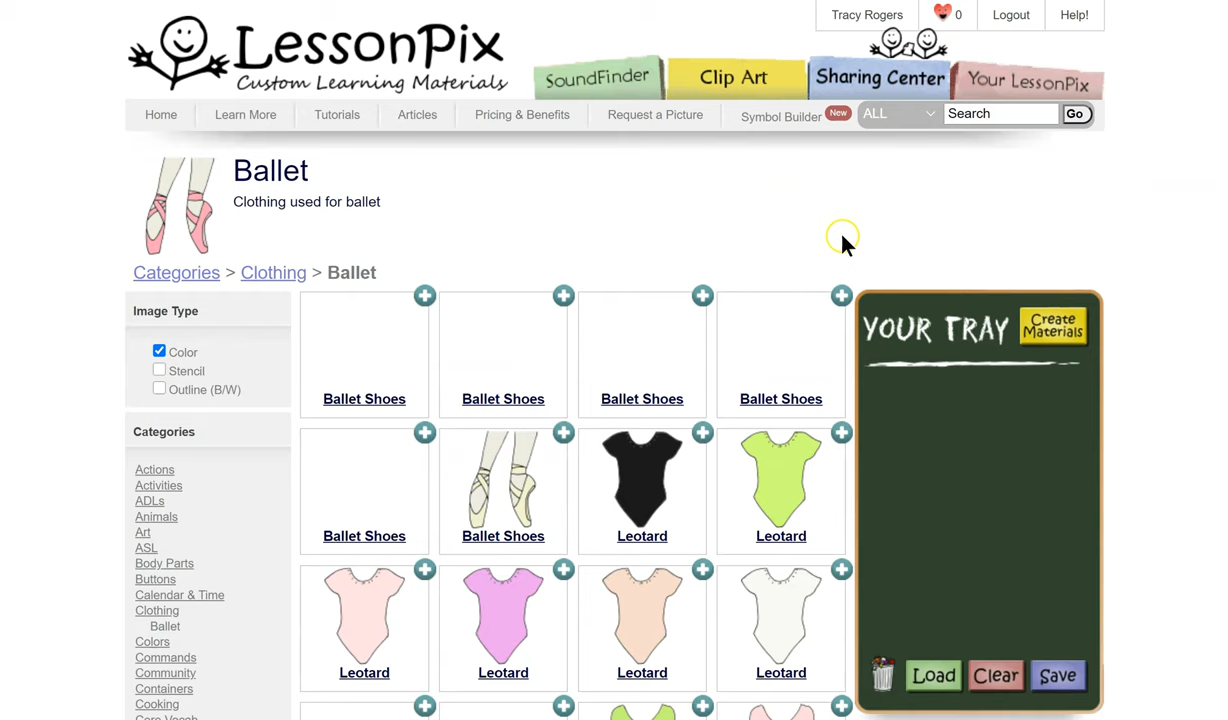 Tracy Rogers 0 Logout Help!
LessonPix
Custom Learning Materials
SoundFinder Clip Art Sharing Center Your LessonPix
Home Learn More Tutorials Articles Pricing & Benefits Request a Picture Symbol Builder New ALL Search Go
Ballet
Clothing used for ballet
Categories > Clothing > Ballet
Image Type
Color
Stencil
Outline (B/W)
Categories
Actions
Activities
ADLs
Animals
Art
ASL
Body Parts
Buttons
Calendar & Time
Clothing
Ballet
Colors
Commands
Community
Containers
Cooking
Core Vocab
Ballet Shoes Ballet Shoes Ballet Shoes Ballet Shoes
Ballet Shoes Ballet Shoes Leotard Leotard
Leotard Leotard Leotard Leotard
YOUR TRAY Create Materials
Load Clear Save